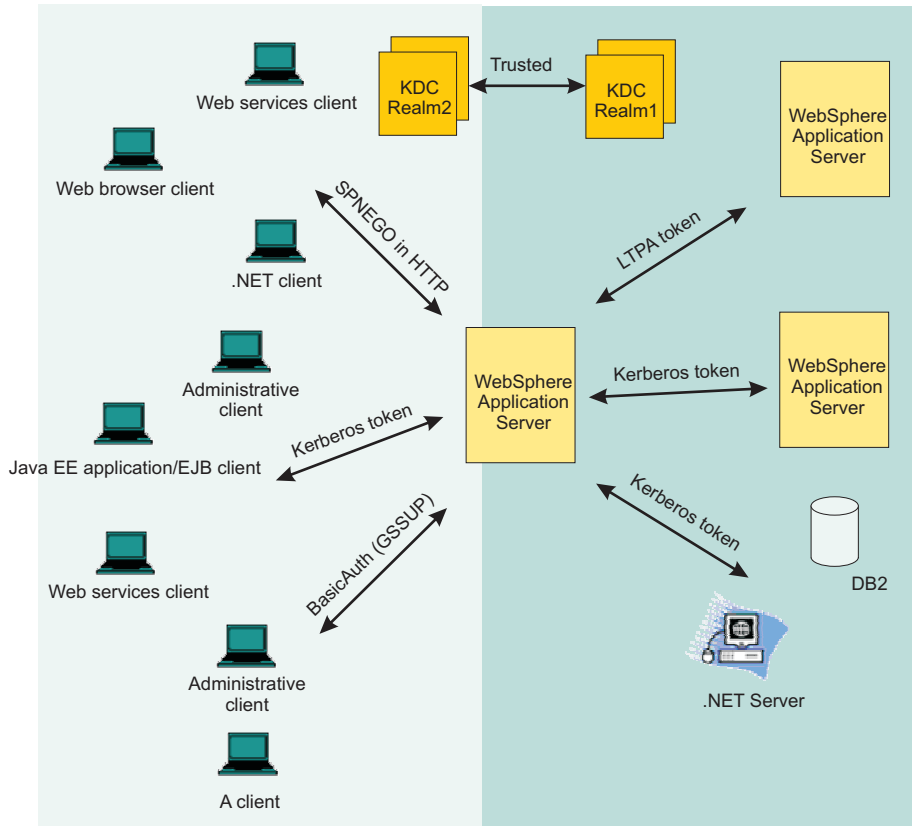 Web services client
KDC
Realm2
Trusted
KDC
Realm1
WebSphere
Application
Server
Web browser client
SPNEGO in HTTP
LTPA token
.NET client
Administrative
client
WebSphere
Application
Server
Kerberos token
WebSphere
Application
Server
Java EE application/EJB client
Kerberos token
Web services client
BasicAuth (GSSUP)
Kerberos token
DB2
Administrative
client
.NET Server
A client